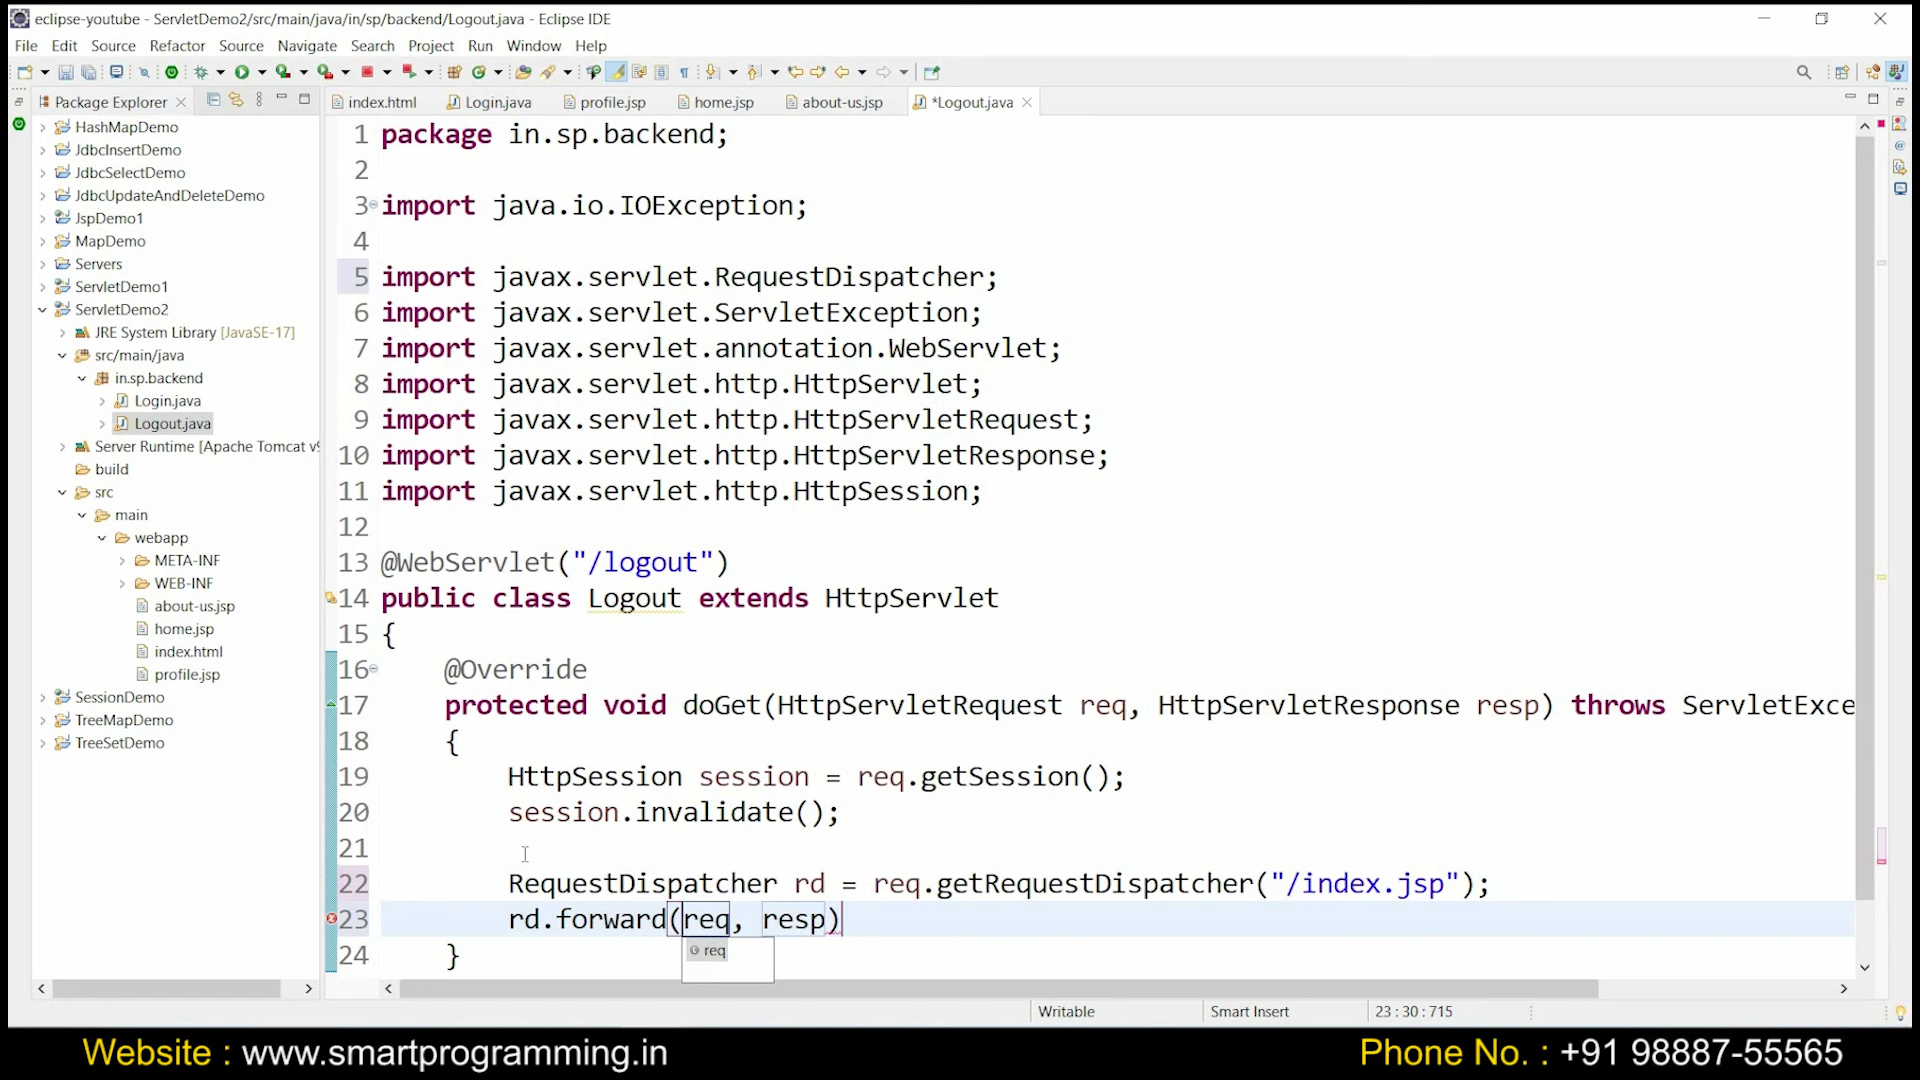 eclipse-youtube - ServletDemo2/src/main/java/in/sp/backend/Logout.java - Eclipse IDE
File Edit Source Refactor Source Navigate Search Project Run Window Help
Package Explorer
index.html Login.java profile.jsp home.jsp about-us.jsp *Logout.java
HashMapDemo
JdbcInsertDemo
JdbcSelectDemo
JdbcUpdateAndDeleteDemo
JspDemo1
MapDemo
Servers
ServletDemo1
ServletDemo2
JRE System Library [JavaSE-17]
src/main/java
in.sp.backend
Login.java
Logout.java
Server Runtime [Apache Tomcat v9
build
src
main
webapp
META-INF
WEB-INF
about-us.jsp
home.jsp
index.html
profile.jsp
SessionDemo
TreeMapDemo
TreeSetDemo
1 package in.sp.backend;
2
3 import java.io.IOException;
4
5 import javax.servlet.RequestDispatcher;
6 import javax.servlet.ServletException;
7 import javax.servlet.annotation.WebServlet;
8 import javax.servlet.http.HttpServlet;
9 import javax.servlet.http.HttpServletRequest;
10 import javax.servlet.http.HttpServletResponse;
11 import javax.servlet.http.HttpSession;
12
13 @WebServlet("/logout")
14 public class Logout extends HttpServlet
15 {
16 @Override
17 protected void doGet(HttpServletRequest req, HttpServletResponse resp) throws ServletExce
18 {
19 HttpSession session = req.getSession();
20 session.invalidate();
21
22 RequestDispatcher rd = req.getRequestDispatcher("/index.jsp");
23 rd.forward(req, resp)
req
24 }
Writable Smart Insert 23 : 30 : 715
Website : www.smartprogramming.in Phone No. : +91 98887-55565